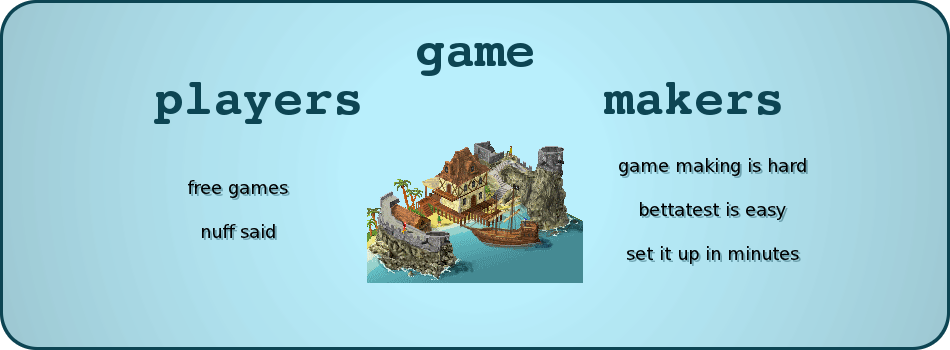 game
players
makers
free games
nuff said
game making is hard
bettatest is easy
set it up in minutes